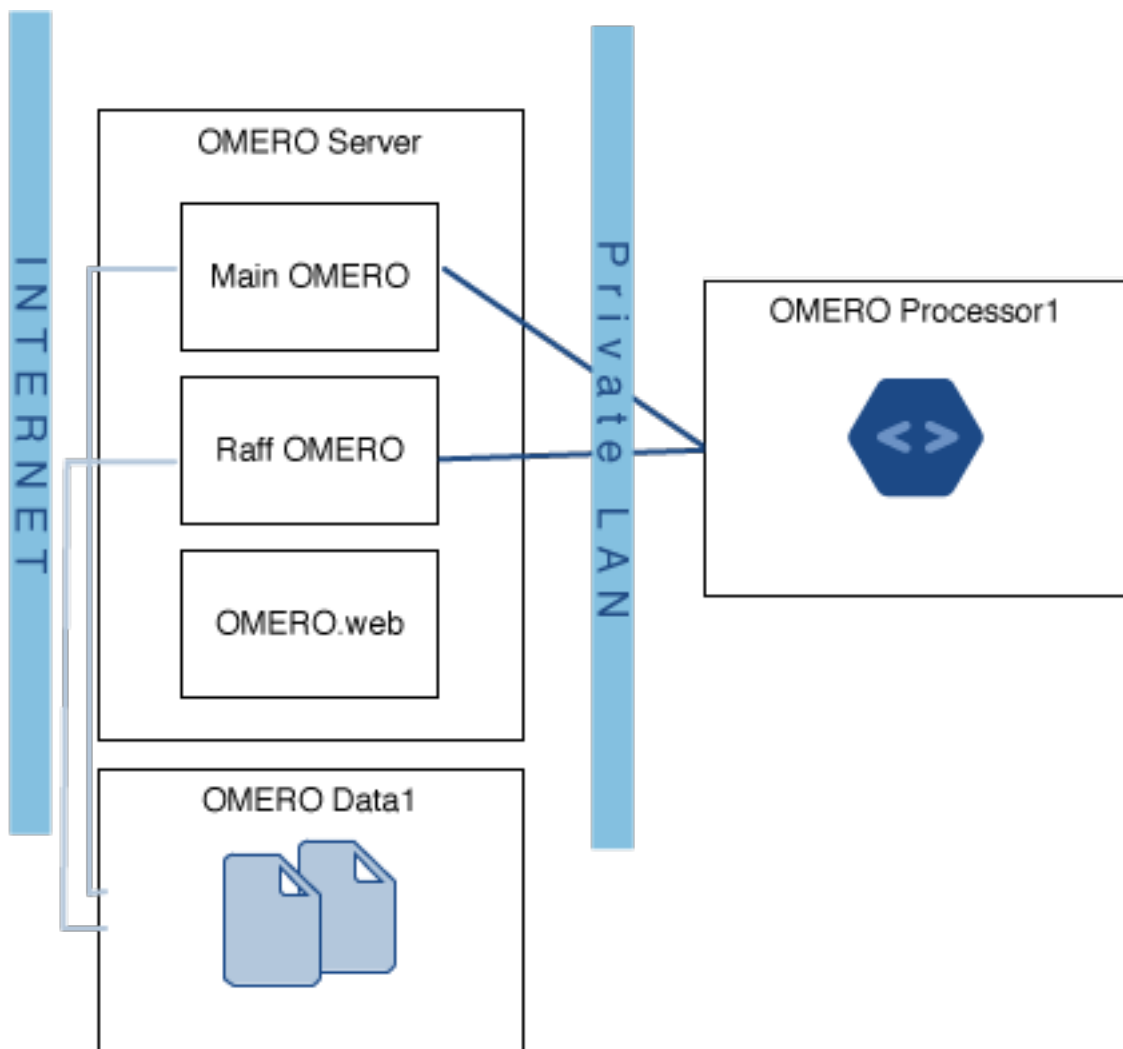 INTERNET
OMERO Server
Main OMERO
Raff OMERO
OMERO.web
OMERO Data1
Private LAN
OMERO Processor1
< >